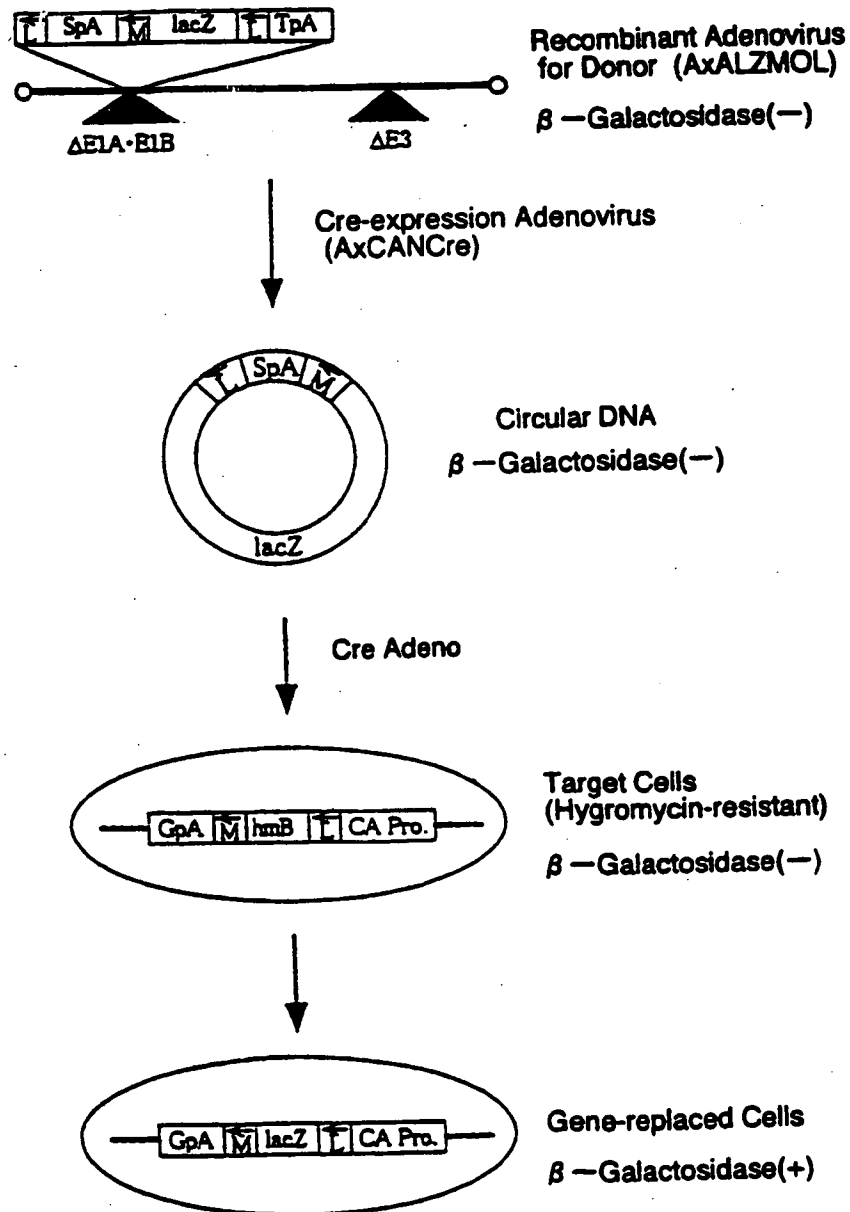 L SpA M lacZ L TpA
Recombinant Adenovirus
for Donor (AxALZMOL)
β -Galactosidase(-)
ΔE1A·E1B
ΔE3
Cre-expression Adenovirus
(AxCANCre)
L SpA M
lacZ
Circular DNA
β -Galactosidase(-)
Cre Adeno
GpA M hmB L CA Pro.
Target Cells
(Hygromycin-resistant)
β -Galactosidase(-)
GpA M lacZ L CA Pro.
Gene-replaced Cells
β -Galactosidase(+)